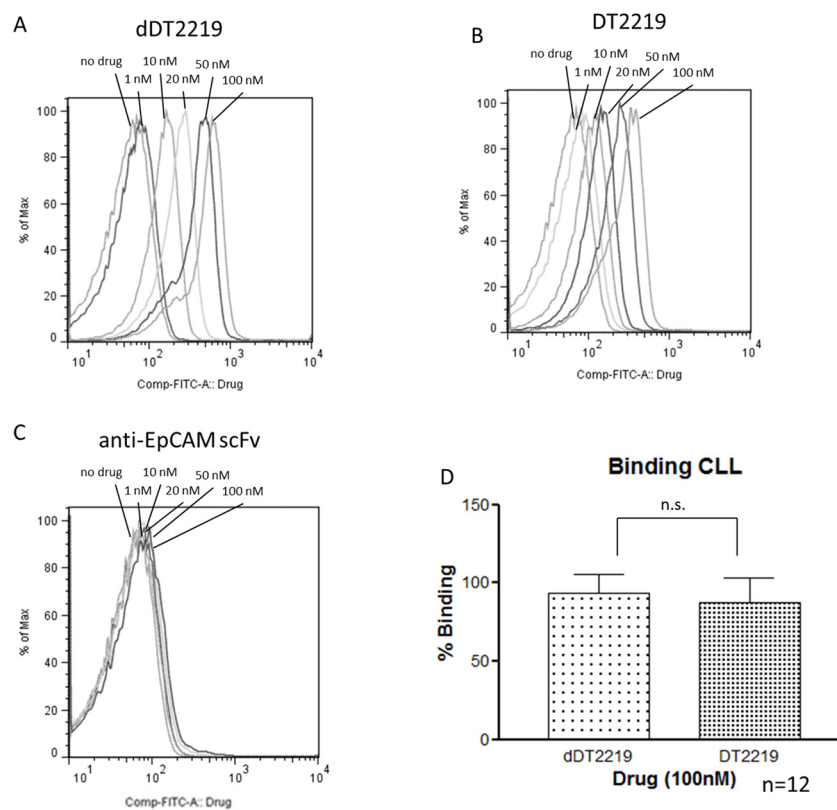 A
dDT2219
no drug
1 nM
10 nM
20 nM
50 nM
100 nM
% of Max
100
80
60
40
20
0
10^1
10^2
10^3
10^4
Comp-FITC-A:: Drug
B
DT2219
no drug
1 nM
10 nM
20 nM
50 nM
100 nM
% of Max
100
80
60
40
20
0
10^1
10^2
10^3
10^4
Comp-FITC-A:: Drug
C
anti-EpCAM scFv
no drug
1 nM
10 nM
20 nM
50 nM
100 nM
% of Max
100
80
60
40
20
0
10^1
10^2
10^3
10^4
Comp-FITC-A:: Drug
D
Binding CLL
n.s.
% Binding
150
100
50
0
dDT2219
DT2219
Drug (100nM)
n=12